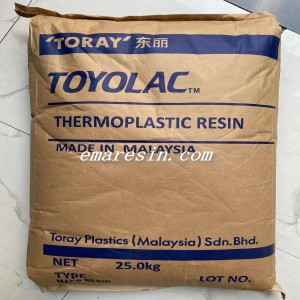 'TORAY' 东丽
TOYOLAC™
THERMOPLASTIC RESIN
MADE IN MALAYSIA
www.emaresin.com
Toray Plastics (Malaysia) Sdn.Bhd.
NET 25.0kg
TYPE LOT NO.